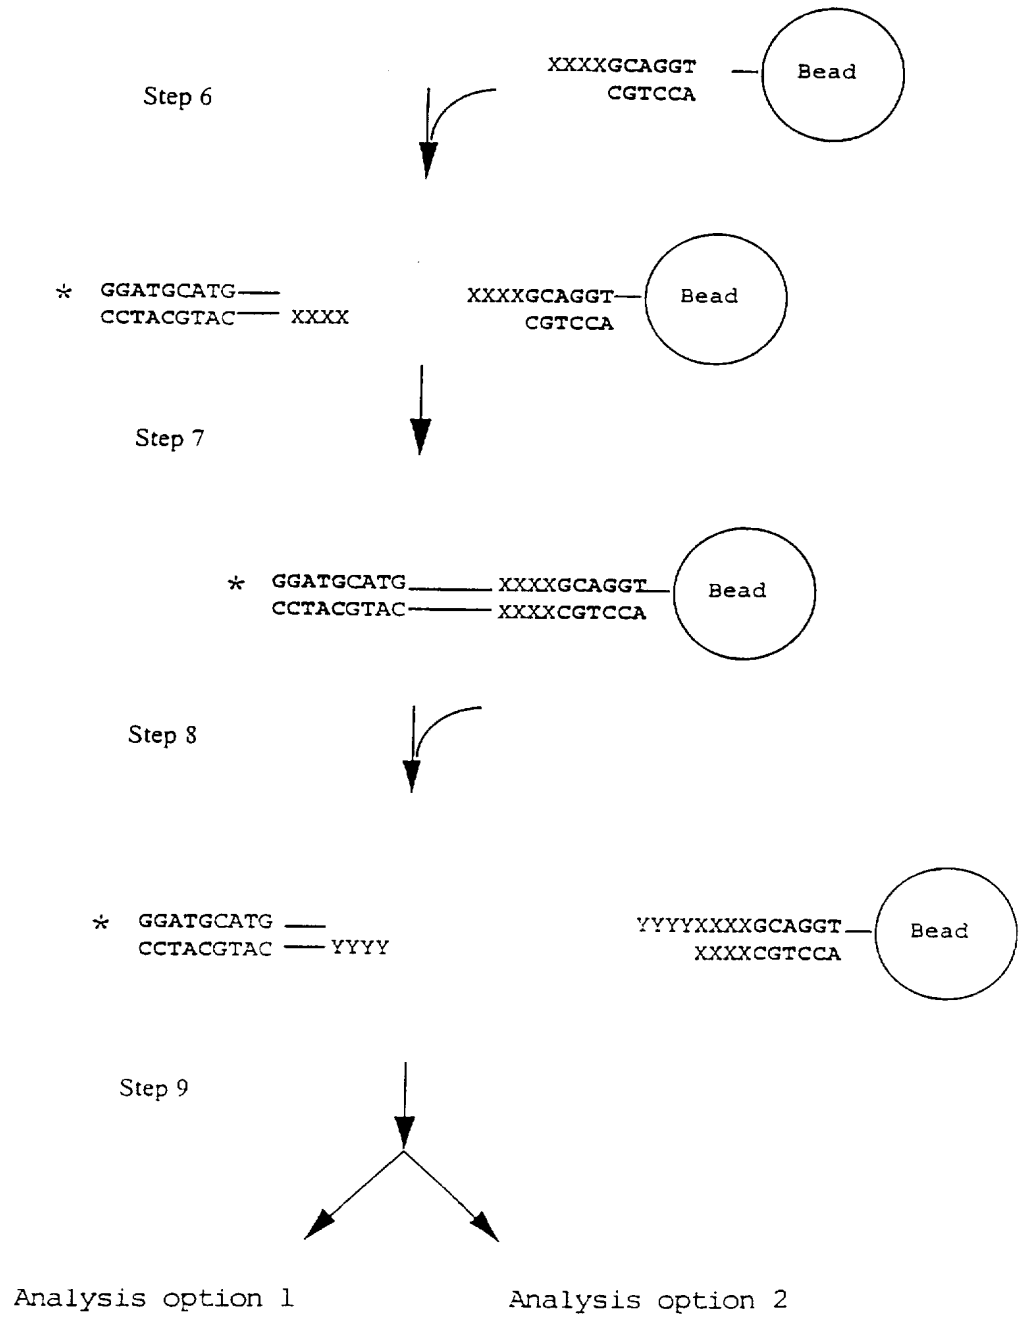 Step 6
XXXXGCAGGT
CGTCCA
Bead
* GGATGCATG
CCTACGTAC XXXX
XXXXGCAGGT
CGTCCA
Bead
Step 7
* GGATGCATG XXXXGCAGGT
CCTACGTAC XXXXCGTCCA
Bead
Step 8
* GGATGCATG
CCTACGTAC YYYY
YYYYXXXXGCAGGT
XXXXCGTCCA
Bead
Step 9
Analysis option 1
Analysis option 2